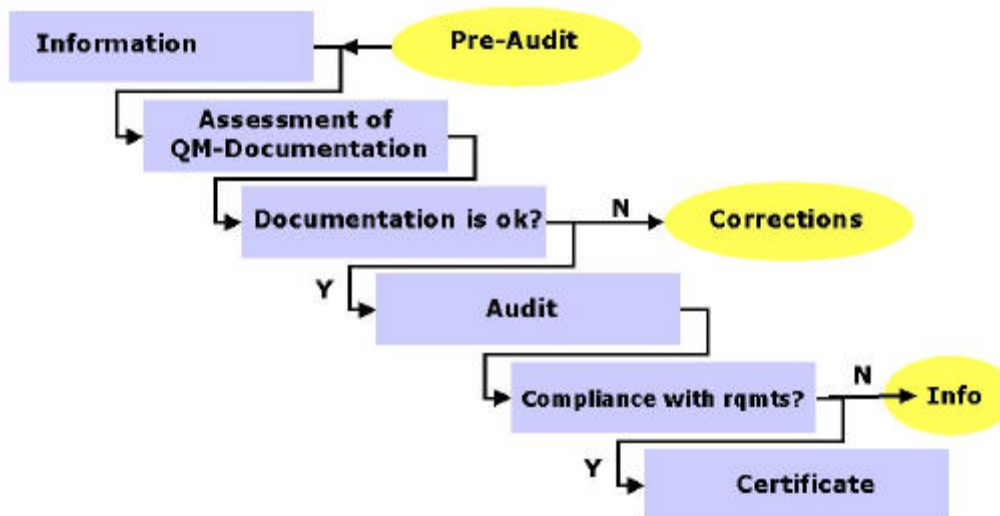 Information
Pre-Audit
Assessment of
QM-Documentation
Documentation is ok?
N
Corrections
Y
Audit
Compliance with rqmts?
N
Info
Y
Certificate